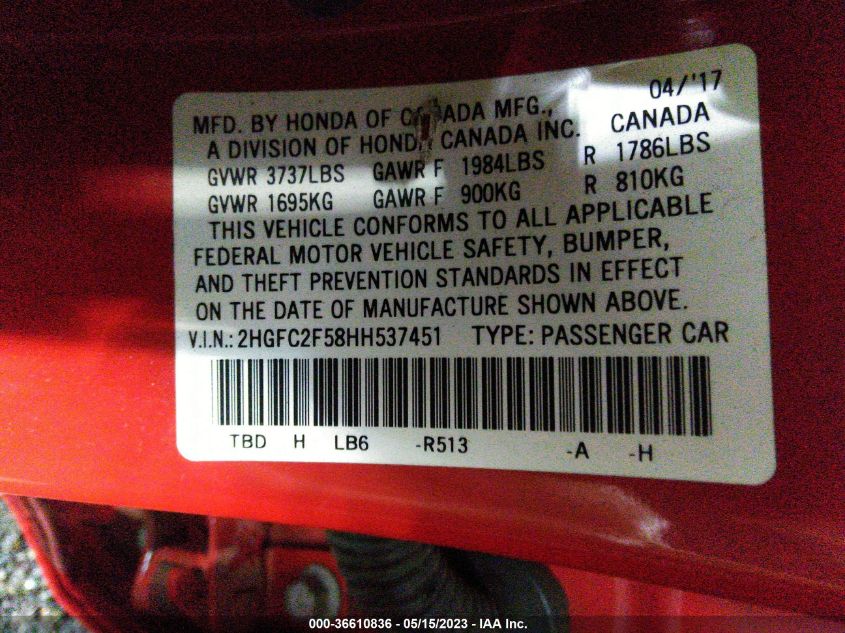 04/'17
MFD. BY HONDA OF CANADA MFG., CANADA
A DIVISION OF HONDA CANADA INC.
GVWR 3737LBS GAWR F 1984LBS R 1786LBS
GVWR 1695KG GAWR F 900KG R 810KG
THIS VEHICLE CONFORMS TO ALL APPLICABLE
FEDERAL MOTOR VEHICLE SAFETY, BUMPER,
AND THEFT PREVENTION STANDARDS IN EFFECT
ON THE DATE OF MANUFACTURE SHOWN ABOVE.
V.I.N.: 2HGFC2F58HH537451 TYPE: PASSENGER CAR
TBD H LB6 -R513 -A -H
000-36610836 - 05/15/2023 - IAA Inc.